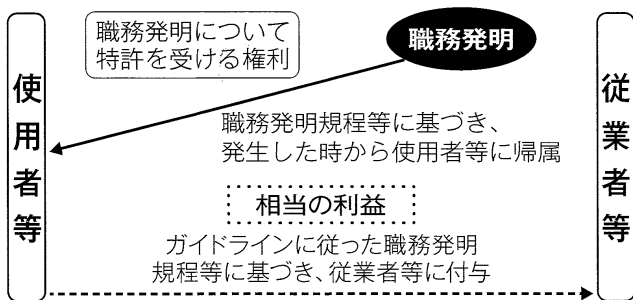 職務発明について
特許を受ける権利
職務発明
使用者等
従業者等
職務発明規程等に基づき、
発生した時から使用者等に帰属
相当の利益
ガイドラインに従った職務発明
規程等に基づき、従業者等に付与